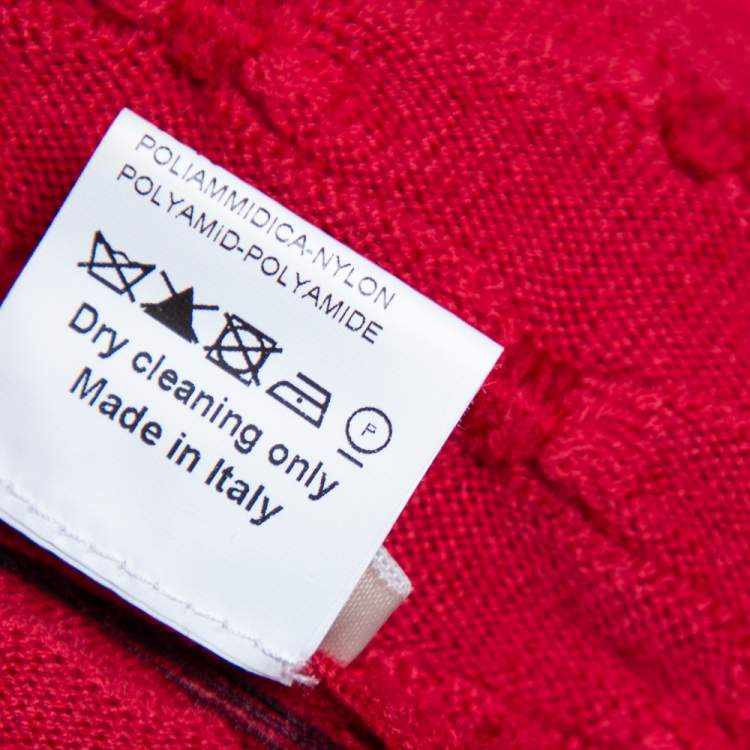 POLIAMMIDICA-NYLON
POLYAMID-POLYAMIDE
P
Dry cleaning only
Made in Italy